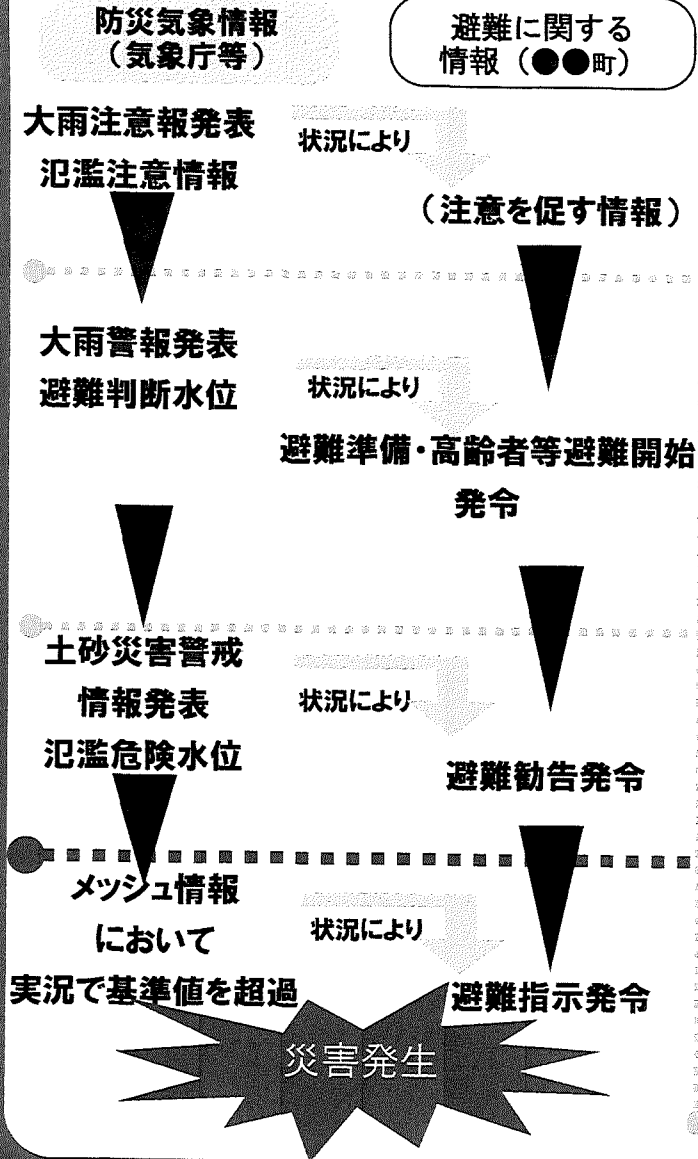 防災気象情報
（気象庁等）
避難に関する
情報（●●町）
大雨注意報発表
氾濫注意情報
状況により
（注意を促す情報）
大雨警報発表
避難判断水位
状況により
避難準備・高齢者等避難開始
発令
土砂災害警戒
情報発表
氾濫危険水位
状況により
避難勧告発令
メッシュ情報
において
実況で基準値を超過
状況により
避難指示発令
災害発生